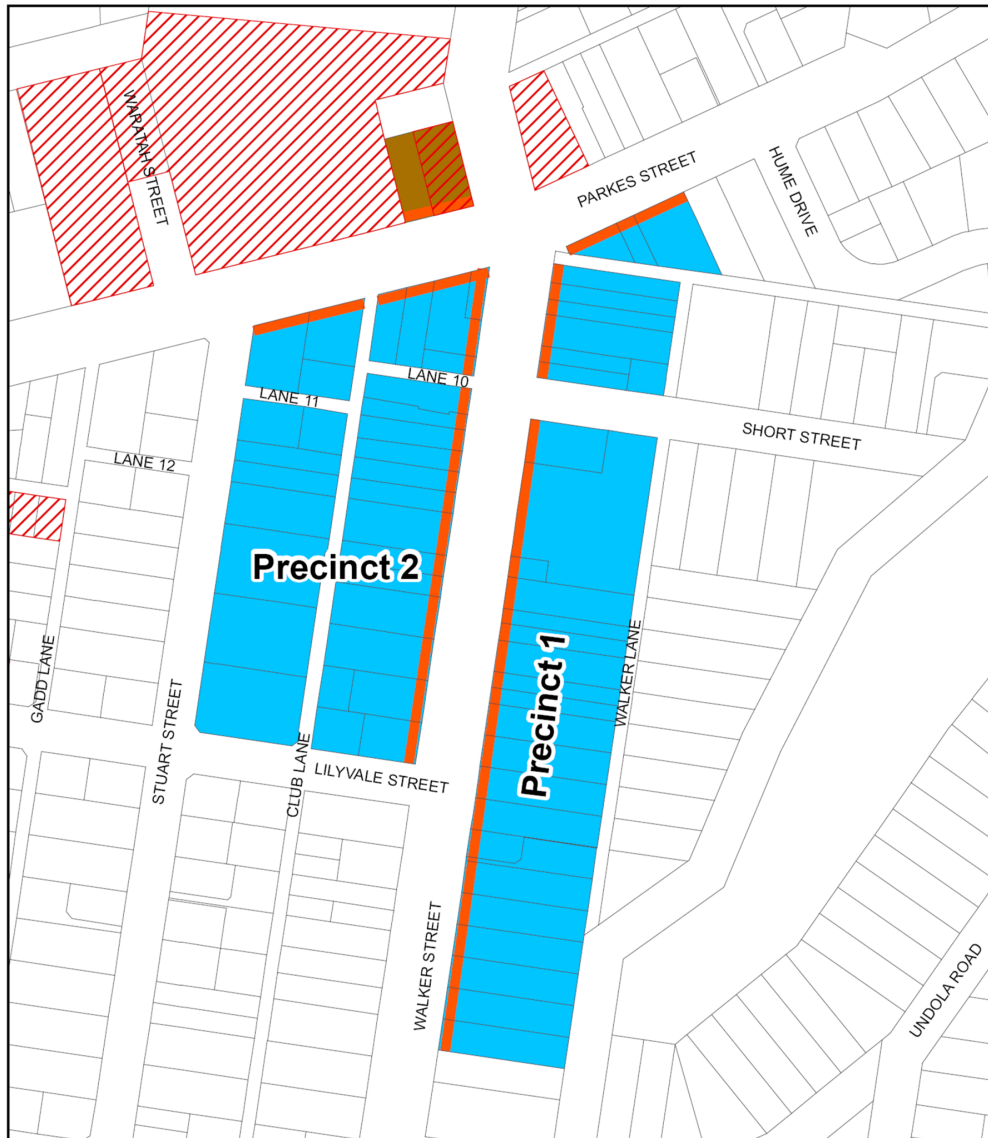 WARATAH STREET
PARKES STREET
HUME DRIVE
LANE 10
LANE 11
SHORT STREET
LANE 12
Precinct 2
Precinct 1
WALKER LANE
GADD LANE
STUART STREET
CLUB LANE
LILYVALE STREET
WALKER STREET
UNDOLA ROAD